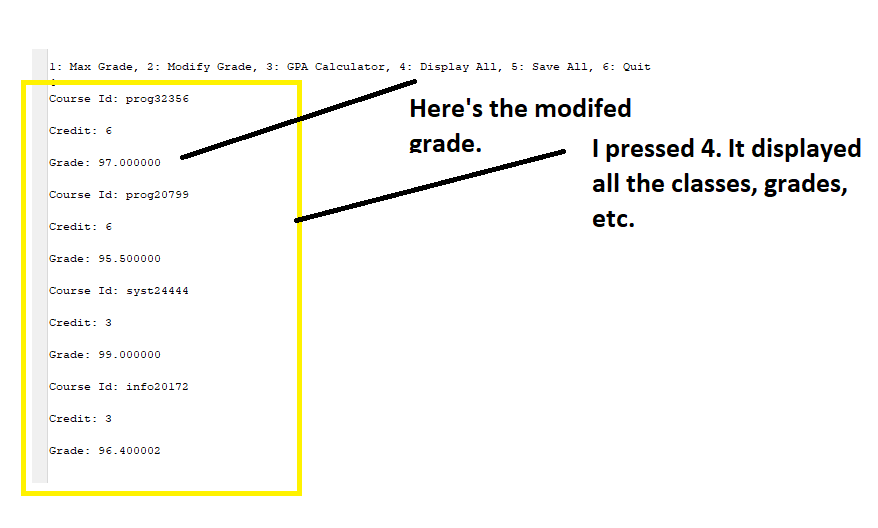 1: Max Grade, 2: Modify Grade, 3: GPA Calculator, 4: Display All, 5: Save All, 6: Quit
Course Id: prog32356
Credit: 6
Grade: 97.000000
Course Id: prog20799
Credit: 6
Grade: 95.500000
Course Id: syst24444
Credit: 3
Grade: 99.000000
Course Id: info20172
Credit: 3
Grade: 96.400002
Here's the modifed
grade.
I pressed 4. It displayed
all the classes, grades,
etc.